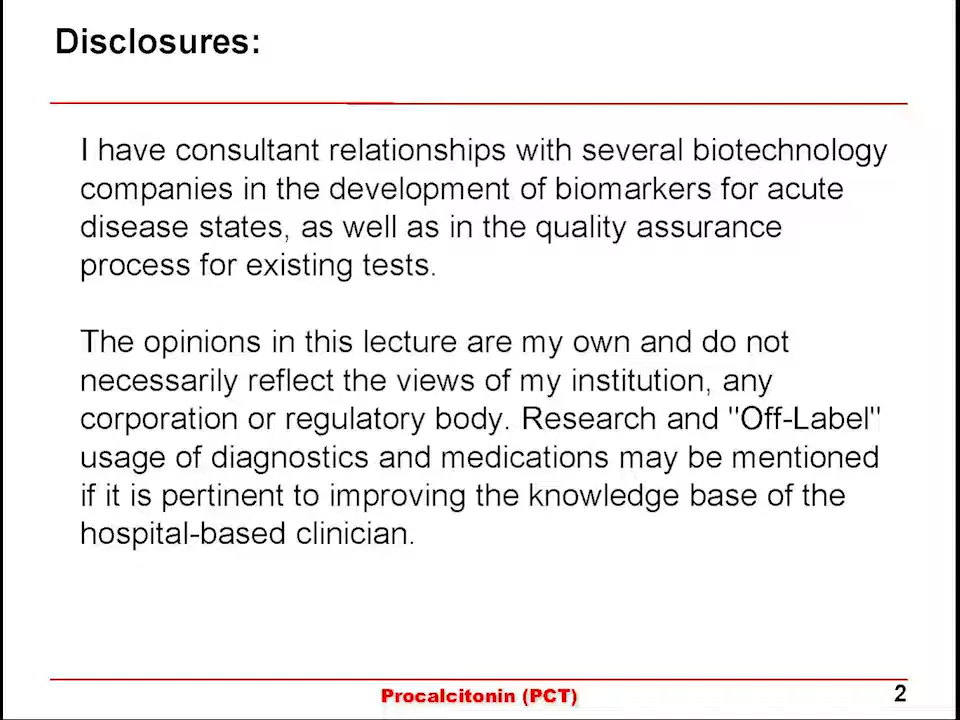 Disclosures:
I have consultant relationships with several biotechnology
companies in the development of biomarkers for acute
disease states, as well as in the quality assurance
process for existing tests.
The opinions in this lecture are my own and do not
necessarily reflect the views of my institution, any
corporation or regulatory body. Research and "Off-Label"
usage of diagnostics and medications may be mentioned
if it is pertinent to improving the knowledge base of the
hospital-based clinician.
Procalcitonin (PCT)
2